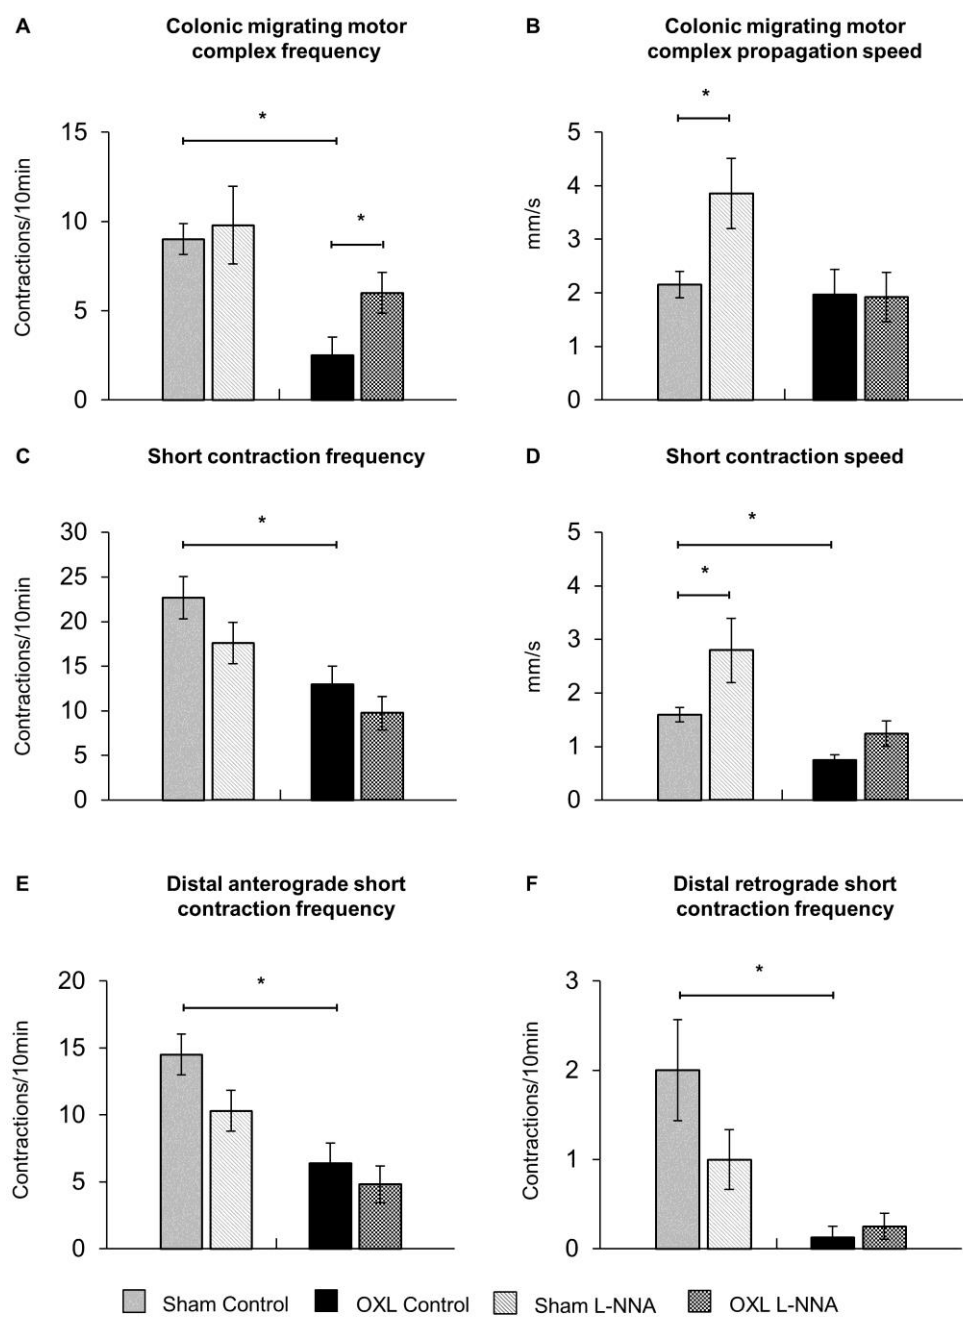 A
Colonic migrating motor
complex frequency
*
*
15
10
5
0
Contractions/10min
B
Colonic migrating motor
complex propagation speed
*
5
4
3
2
1
0
mm/s
C
Short contraction frequency
*
30
25
20
15
10
5
0
Contractions/10min
D
Short contraction speed
*
*
5
4
3
2
1
0
mm/s
E
Distal anterograde short
contraction frequency
*
20
15
10
5
0
Contractions/10min
F
Distal retrograde short
contraction frequency
*
3
2
1
0
Contractions/10min
Sham Control OXL Control Sham L-NNA OXL L-NNA